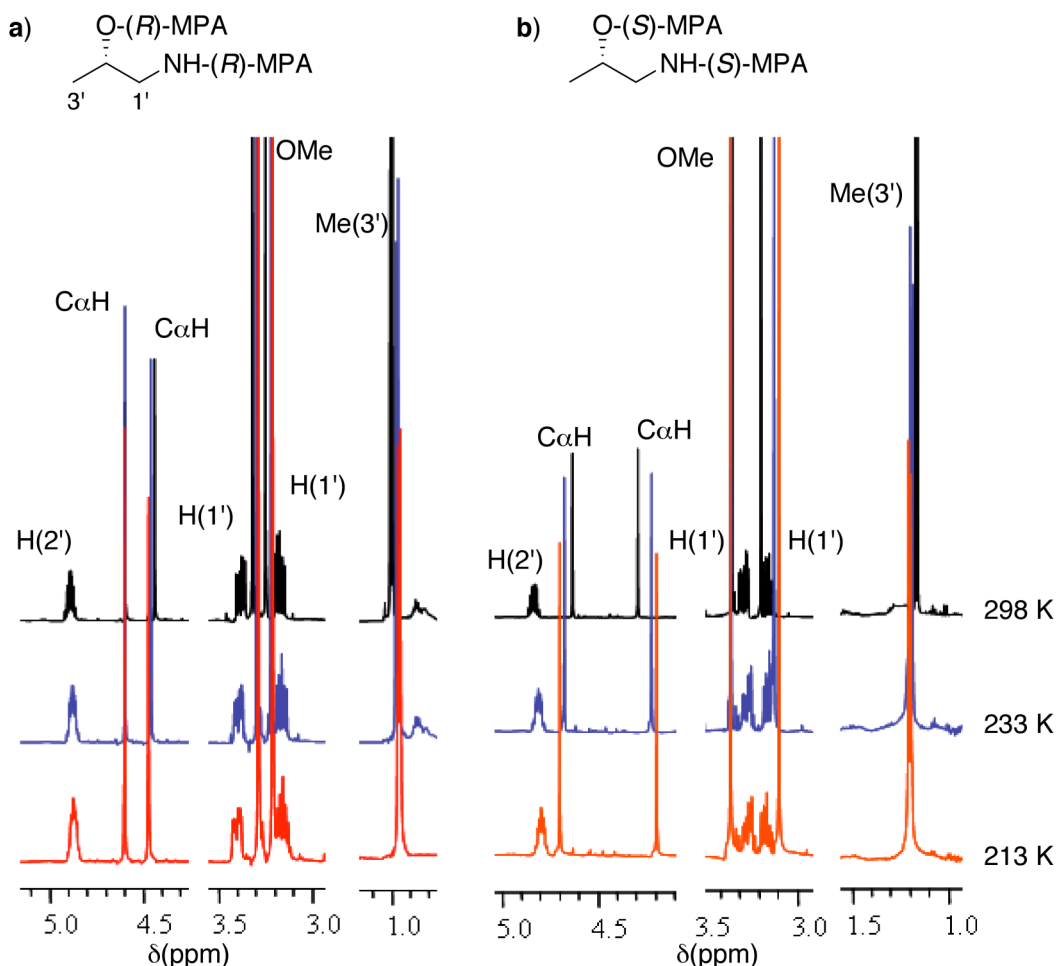 a)
O-(R)-MPA
NH-(R)-MPA
3'
1'
OMe
Me(3')
CαH
CαH
H(1')
H(1')
H(2')
5.0
4.5
3.5
3.0
1.0
δ(ppm)
b)
O-(S)-MPA
NH-(S)-MPA
OMe
Me(3')
CαH
CαH
H(2')
H(1')
H(1')
298 K
233 K
213 K
5.0
4.5
3.5
3.0
1.5
1.0
δ(ppm)